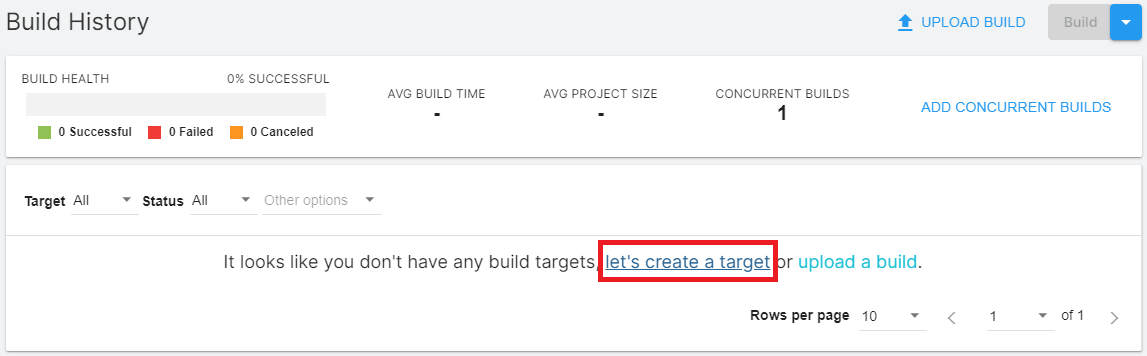 Build History
UPLOAD BUILD
Build
BUILD HEALTH
0% SUCCESSFUL
0 Successful
0 Failed
0 Canceled
AVG BUILD TIME
-
AVG PROJECT SIZE
-
CONCURRENT BUILDS
1
ADD CONCURRENT BUILDS
Target All
Status All
Other options
It looks like you don't have any build targets, let's create a target or upload a build.
Rows per page 10
1 of 1